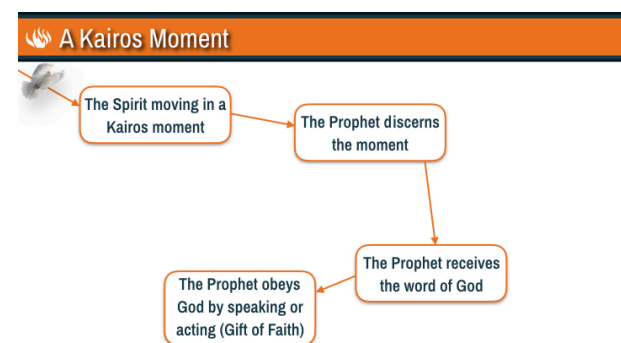 A Kairos Moment
The Spirit moving in a
Kairos moment
The Prophet discerns
the moment
The Prophet receives
the word of God
The Prophet obeys
God by speaking or
acting (Gift of Faith)